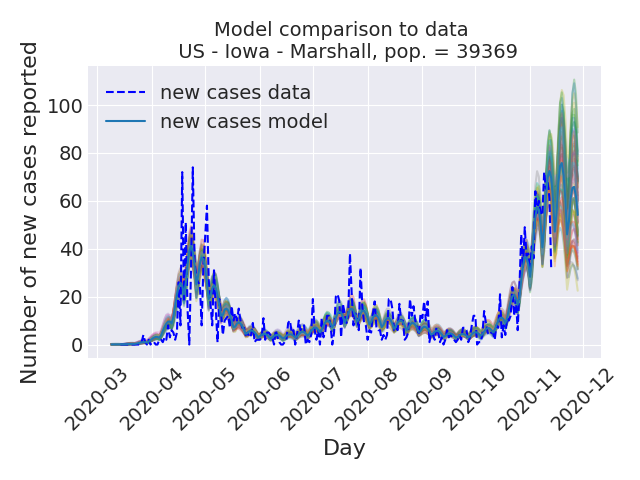 Model comparison to data
US - Iowa - Marshall, pop. = 39369
Number of new cases reported
100
80
60
40
20
0
new cases data
new cases model
2020-03
2020-04
2020-05
2020-06
2020-07
2020-08
2020-09
2020-10
2020-11
2020-12
Day